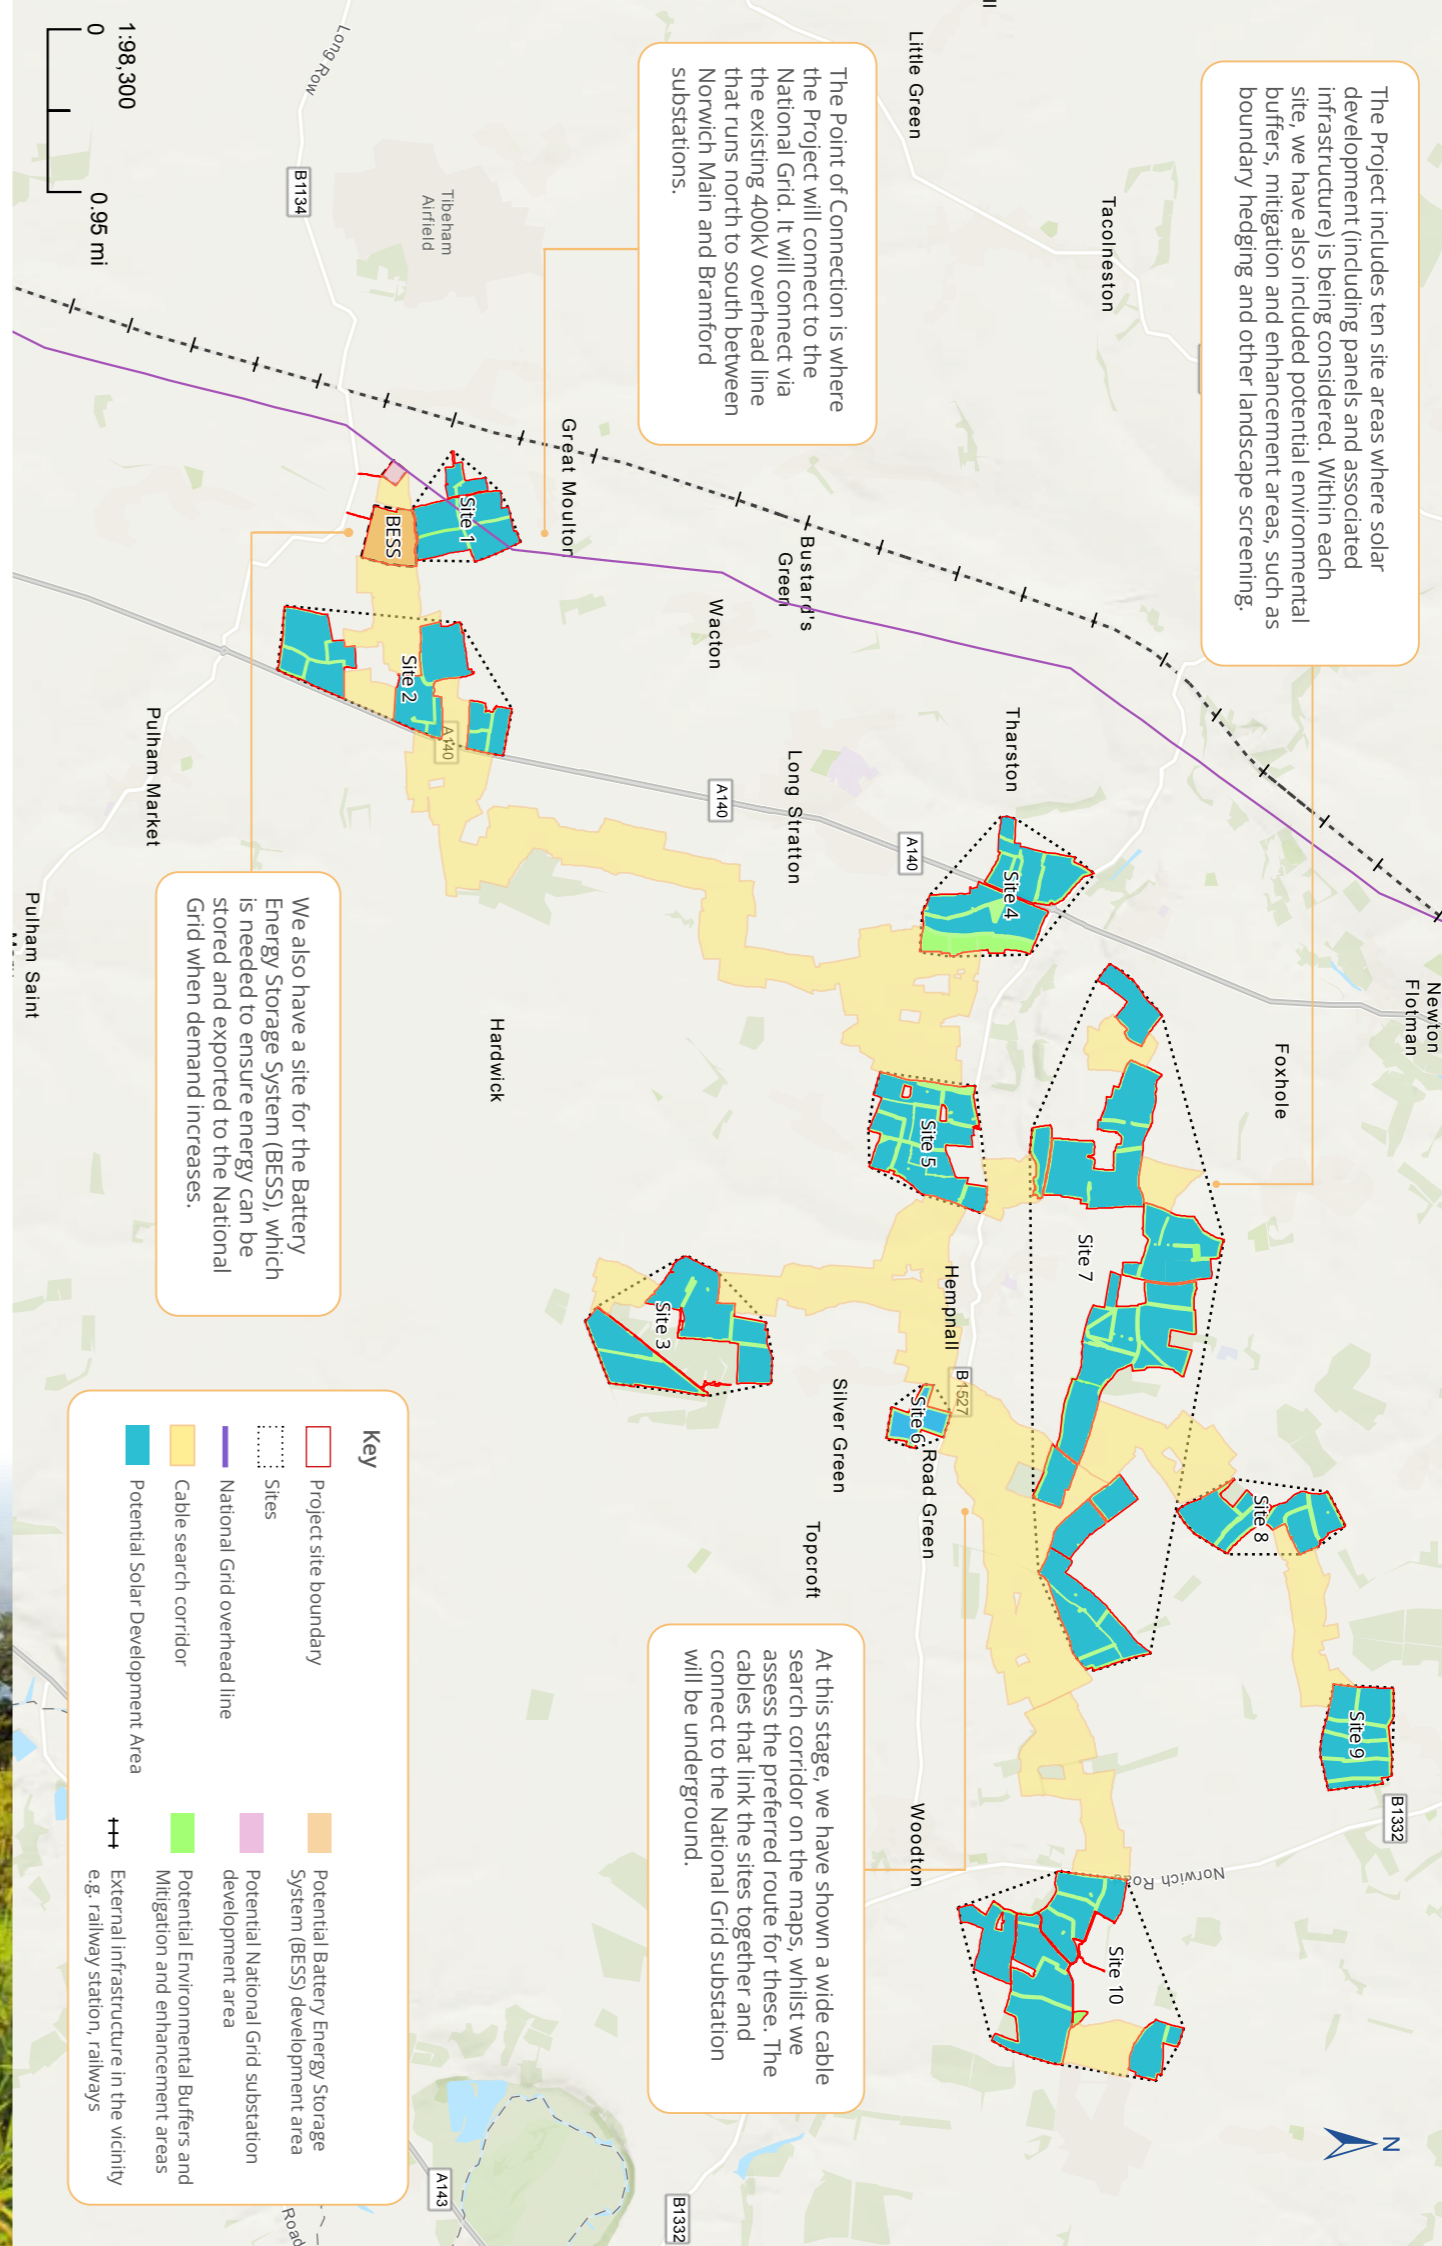 The Project includes ten site areas where solar
development (including panels and associated
infrastructure) is being considered. Within each
site, we have also included potential environmental
buffers, mitigation and enhancement areas, such as
boundary hedging and other landscape screening.
The Point of Connection is where
the Project will connect to the
National Grid. It will connect via
the existing 400kV overhead line
that runs north to south between
Norwich Main and Bramford
substations.
We also have a site for the Battery
Energy Storage System (BESS), which
is needed to ensure energy can be
stored and exported to the National
Grid when demand increases.
At this stage, we have shown a wide cable
search corridor on the maps, whilst we
assess the preferred route for these. The
cables that link the sites together and
connect to the National Grid substation
will be underground.
N
Newton
Flotman
Foxhole
Tacolneston
Little Green
Tharston
Bustard's
Green
Wacton
Long Stratton
Great Moulton
Tibeham
Airfield
Long Row
B1134
A140
A140
A140
Hardwick
Hempnall
B1527
Silver Green
Road Green
Topcroft
Woodton
Norwich Road
B1332
B1332
A143
Road
Pulham Market
Pulham Saint
Site 1
BESS
Site 2
Site 3
Site 4
Site 5
Site 6
Site 7
Site 8
Site 9
Site 10
1:98,300
0
0.95 mi
Key
Project site boundary
Sites
National Grid overhead line
Cable search corridor
Potential Solar Development Area
Potential Battery Energy Storage
System (BESS) development area
Potential National Grid substation
development area
Potential Environmental Buffers and
Mitigation and enhancement areas
External infrastructure in the vicinity
e.g. railway station, railways